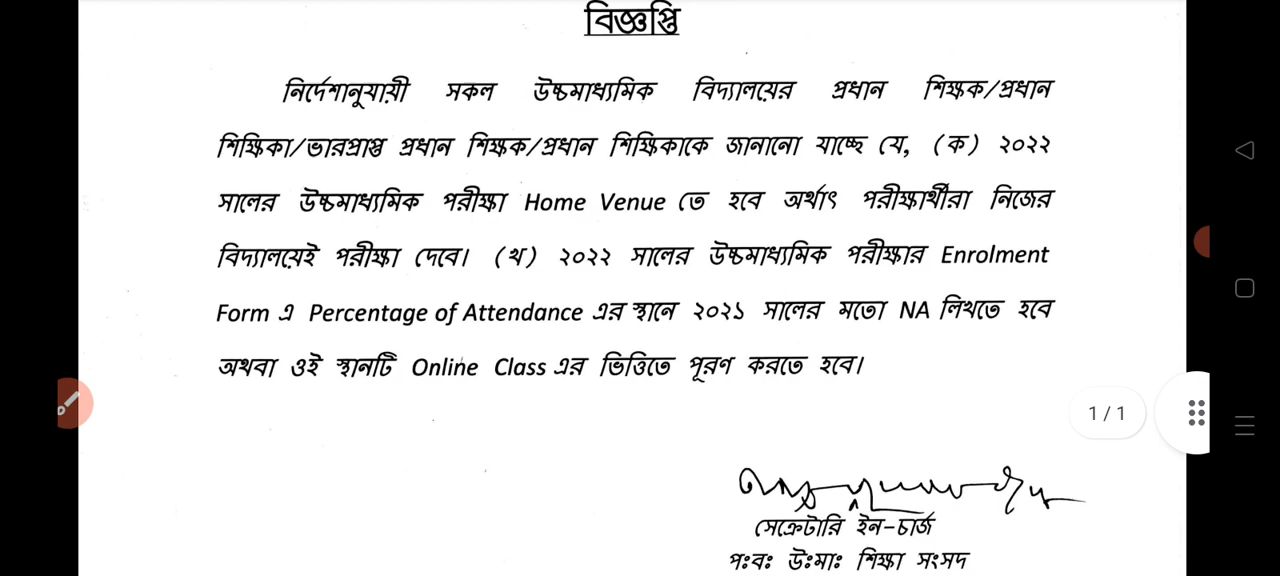 বিজ্ঞপ্তি
নির্দেশানুযায়ী সকল উচ্চমাধ্যমিক বিদ্যালয়ের প্রধান শিক্ষক/প্রধান
শিক্ষিকা/ভারপ্রাপ্ত প্রধান শিক্ষক/প্রধান শিক্ষিকাকে জানানো যাচ্ছে যে, (ক) ২০২২
সালের উচ্চমাধ্যমিক পরীক্ষা Home Venue তে হবে অর্থাৎ পরীক্ষার্থীরা নিজের
বিদ্যালয়েই পরীক্ষা দেবে। (খ) ২০২২ সালের উচ্চমাধ্যমিক পরীক্ষার Enrolment
Form এ Percentage of Attendance এর স্থানে ২০২১ সালের মতো NA লিখতে হবে
অথবা ওই স্থানটি Online Class এর ভিত্তিতে পূরণ করতে হবে।
1 / 1
সেক্রেটারি ইন-চার্জ
পঃবঃ উঃমাঃ শিক্ষা সংসদ